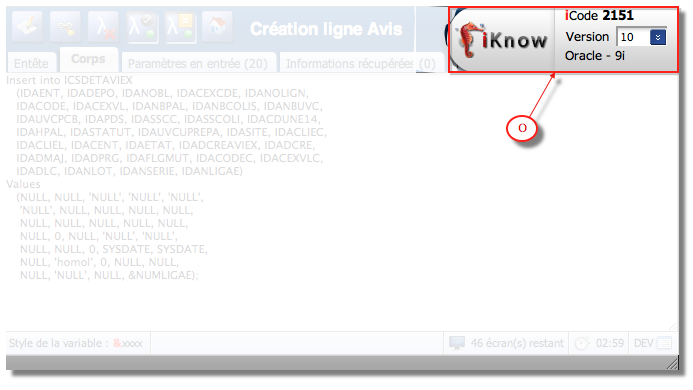 Création ligne Avis
iKnow
iCode 2151
Version 10
Oracle - 9i
Entête Corps Paramètres en entrée (20) Informations récupérées (0)
O
Insert into ICSDETAVIEX
(IDAENT, IDADEPO, IDANOBL, IDACEXCDE, IDANOLIGN,
IDACODE, IDACEXVL, IDANBPAL, IDANBCOLIS, IDANBUVC,
IDAUVCPCB, IDAPDS, IDASSCC, IDASSCOLI, IDACDUNE14,
IDAHPAL, IDASTATUT, IDAUVCUPREPA, IDASITE, IDACLIEC,
IDACLIEL, IDACENT, IDAETAT, IDADCREAVIEX, IDADCRE,
IDADMAJ, IDADPRG, IDAFLGMUT, IDACODEC, IDACEXVLC,
IDADLC, IDANLOT, IDANSERIE, IDANLIGAE)
Values
(NULL, NULL, 'NULL', 'NULL', 'NULL',
'NULL', NULL, NULL, NULL, NULL,
NULL, NULL, NULL, NULL, NULL,
NULL, 0, NULL, 'NULL', 'NULL',
NULL, NULL, 0, SYSDATE, SYSDATE,
NULL, 'homol', 0, NULL, NULL,
NULL, 'NULL', NULL, &NUMLIGAE);
Style de la variable : &xxxx 46 écran(s) restant 02:59 DEV